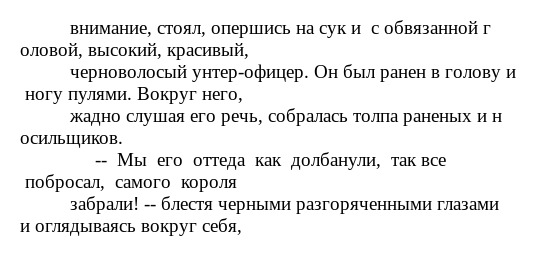 внимание, стоял, опершись на сук и с обвязанной г
оловой, высокий, красивый,
черноволосый унтер-офицер. Он был ранен в голову и
ногу пулями. Вокруг него,
жадно слушая его речь, собралась толпа раненых и н
осильщиков.
-- Мы его оттеда как долбанули, так все
побросал, самого короля
забрали! -- блестя черными разгоряченными глазами
и оглядываясь вокруг себя,